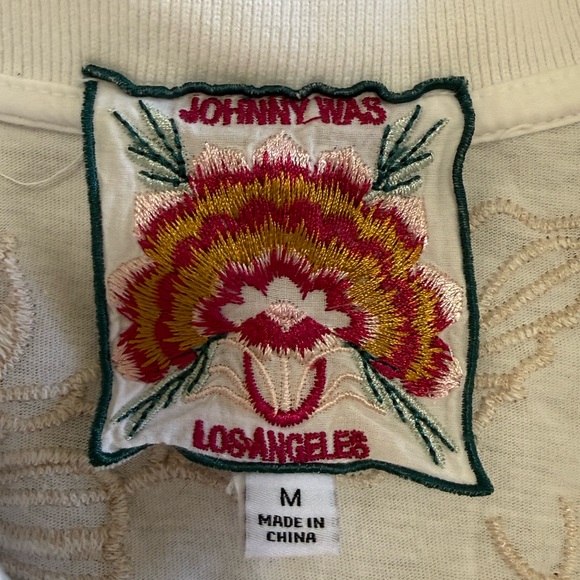 JOHNNY WAS
LOS ANGELES
M
MADE IN
CHINA